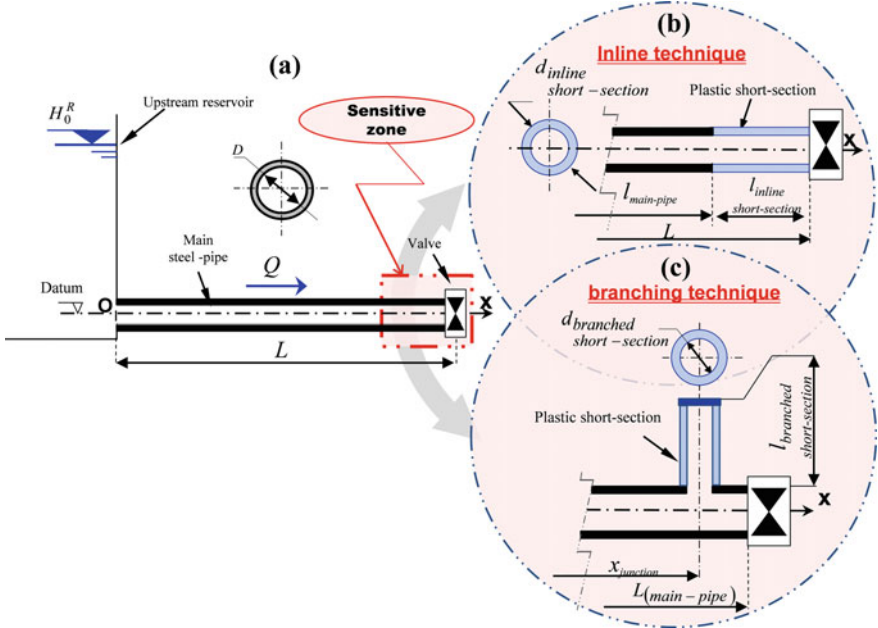 (a)
H_0^R
Upstream reservoir
Sensitive
zone
D
Main
steel -pipe
Q
Valve
Datum
O
X
L
(b)
Inline technique
d_inline
short - section
Plastic short-section
X
l_main-pipe
l_inline
short-section
L
(c)
branching technique
d_branched
short - section
Plastic short-section
l_branched
short-section
X
x_junction
L_(main - pipe)